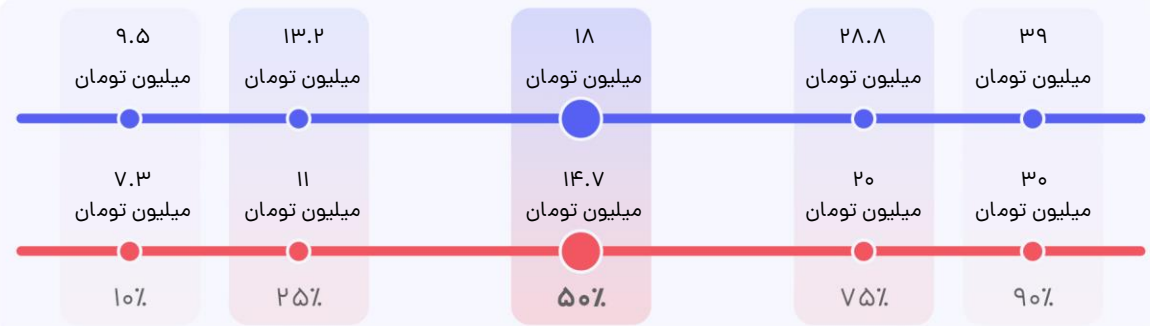 ۹.۵
میلیون تومان
۱۳.۲
میلیون تومان
۱۸
میلیون تومان
۲۸.۸
میلیون تومان
۳۹
میلیون تومان
۷.۳
میلیون تومان
۱۱
میلیون تومان
۱۴.۷
میلیون تومان
۲۰
میلیون تومان
۳۰
میلیون تومان
۱۰٪
۲۵٪
۵۰٪
۷۵٪
۹۰٪